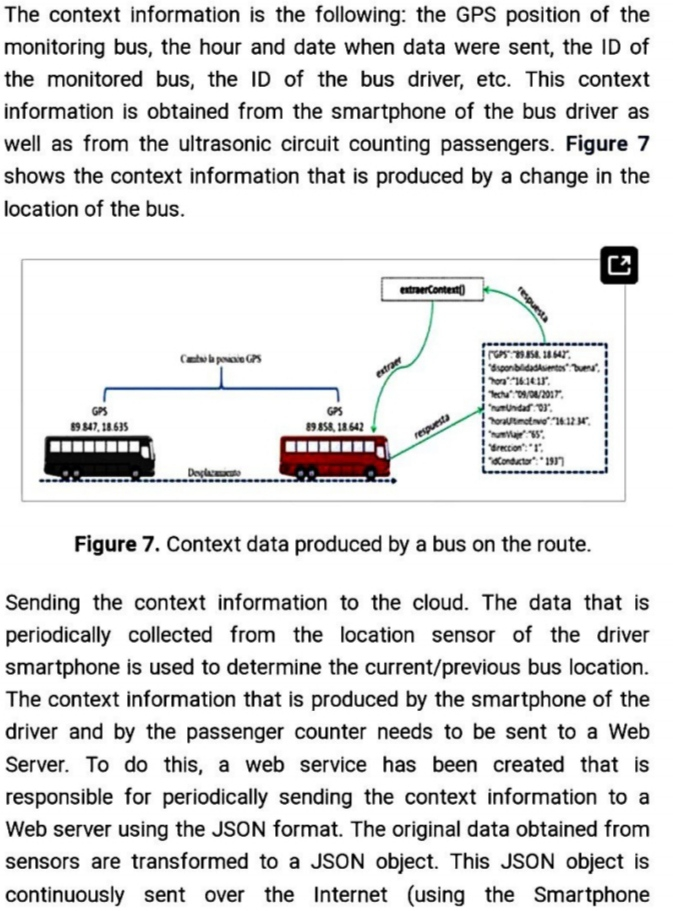 The context information is the following: the GPS position of the
monitoring bus, the hour and date when data were sent, the ID of
the monitored bus, the ID of the bus driver, etc. This context
information is obtained from the smartphone of the bus driver as
well as from the ultrasonic circuit counting passengers. Figure 7
shows the context information that is produced by a change in the
location of the bus.
extraerContext()
respuesta
Cambió la posición GPS
extraer
{"GPS":"89.858, 18.642",
"disponibilidadAsientos":"buena",
"hora":"16:14:13",
"fecha":"09/08/2017",
"numUnidad":"03",
"horaUltimoEnvio":"16:12:34",
"numViaje":"65",
"direccion":"1",
"idConductor":"193"}
GPS
89.847, 18.635
GPS
89.858, 18.642
respuesta
Desplazamiento
Figure 7. Context data produced by a bus on the route.
Sending the context information to the cloud. The data that is
periodically collected from the location sensor of the driver
smartphone is used to determine the current/previous bus location.
The context information that is produced by the smartphone of the
driver and by the passenger counter needs to be sent to a Web
Server. To do this, a web service has been created that is
responsible for periodically sending the context information to a
Web server using the JSON format. The original data obtained from
sensors are transformed to a JSON object. This JSON object is
continuously sent over the Internet (using the Smartphone